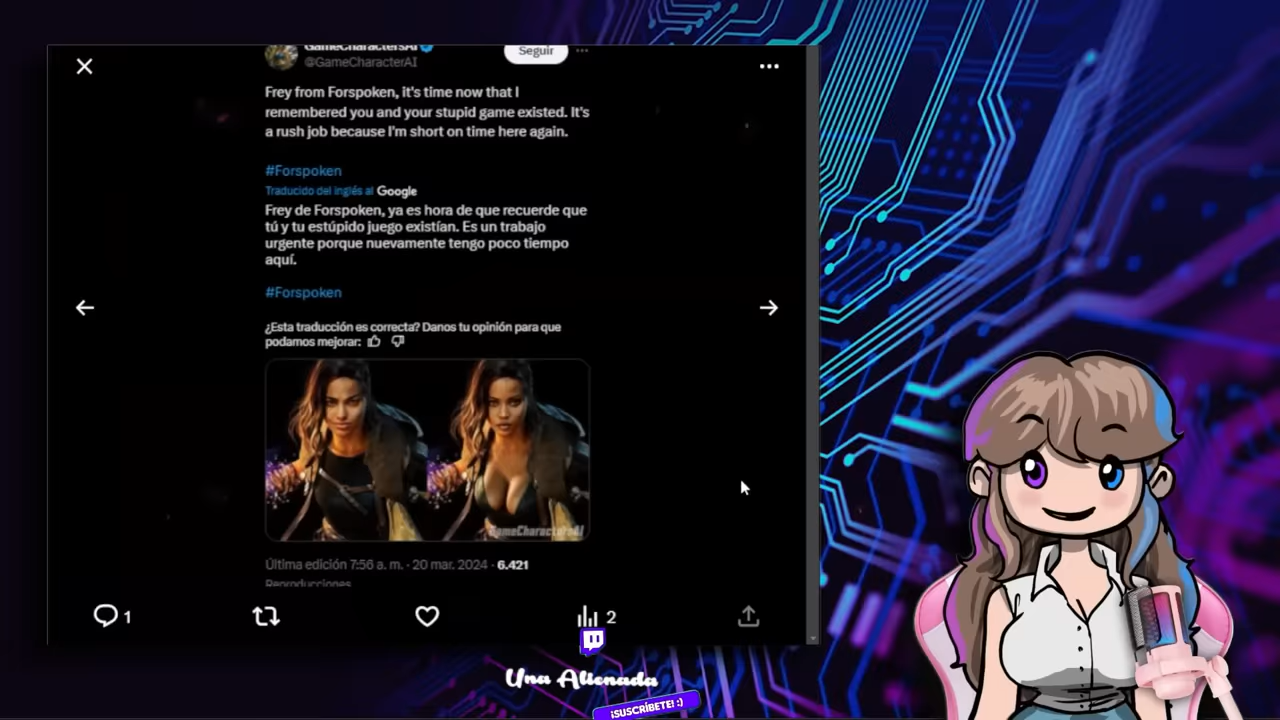 GameCharactersAI
Seguir
@GameCharacterAI
Frey from Forspoken, it's time now that I
remembered you and your stupid game existed. It's
a rush job because I'm short on time here again.
#Forspoken
Traducido del inglés al Google
Frey de Forspoken, ya es hora de que recuerde que
tú y tu estúpido juego existían. Es un trabajo
urgente porque nuevamente tengo poco tiempo
aquí.
#Forspoken
¿Esta traducción es correcta? Danos tu opinión para que
podamos mejorar:
GameCharactersAI
Última edición 7:56 a. m. · 20 mar. 2024 · 6.421
Reproducciones
1
2
Una Alienada
¡SUSCRÍBETE! :)